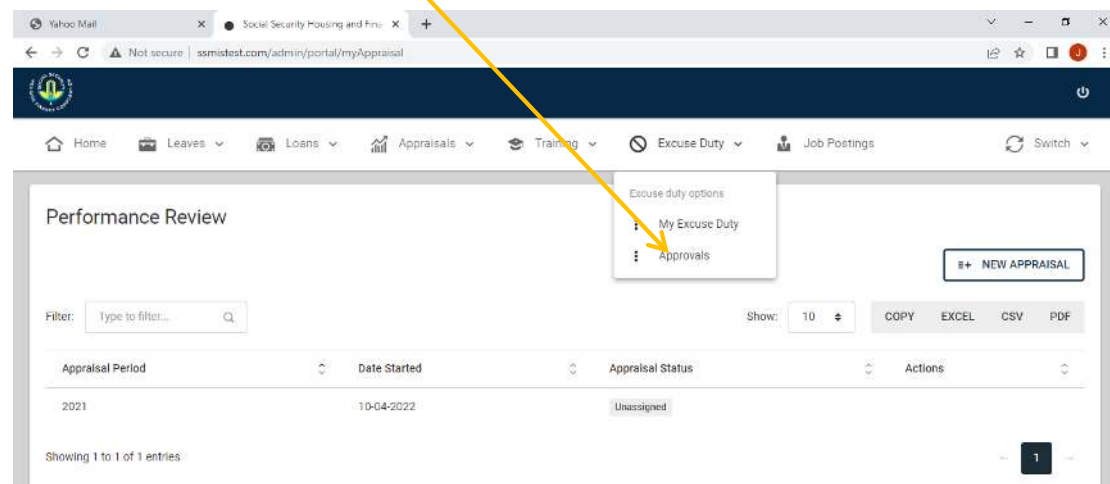 Yahoo Mail
Social Security Housing and Fina
Not secure | ssmistest.com/admin/portal/myAppraisal
J
Home Leaves Loans Appraisals Training Excuse Duty Job Postings Switch
Excuse duty options
My Excuse Duty
Approvals
Performance Review
NEW APPRAISAL
Filter: Type to filter... Show: 10 COPY EXCEL CSV PDF
Appraisal Period Date Started Appraisal Status Actions
2021 10-04-2022 Unassigned
Showing 1 to 1 of 1 entries
1